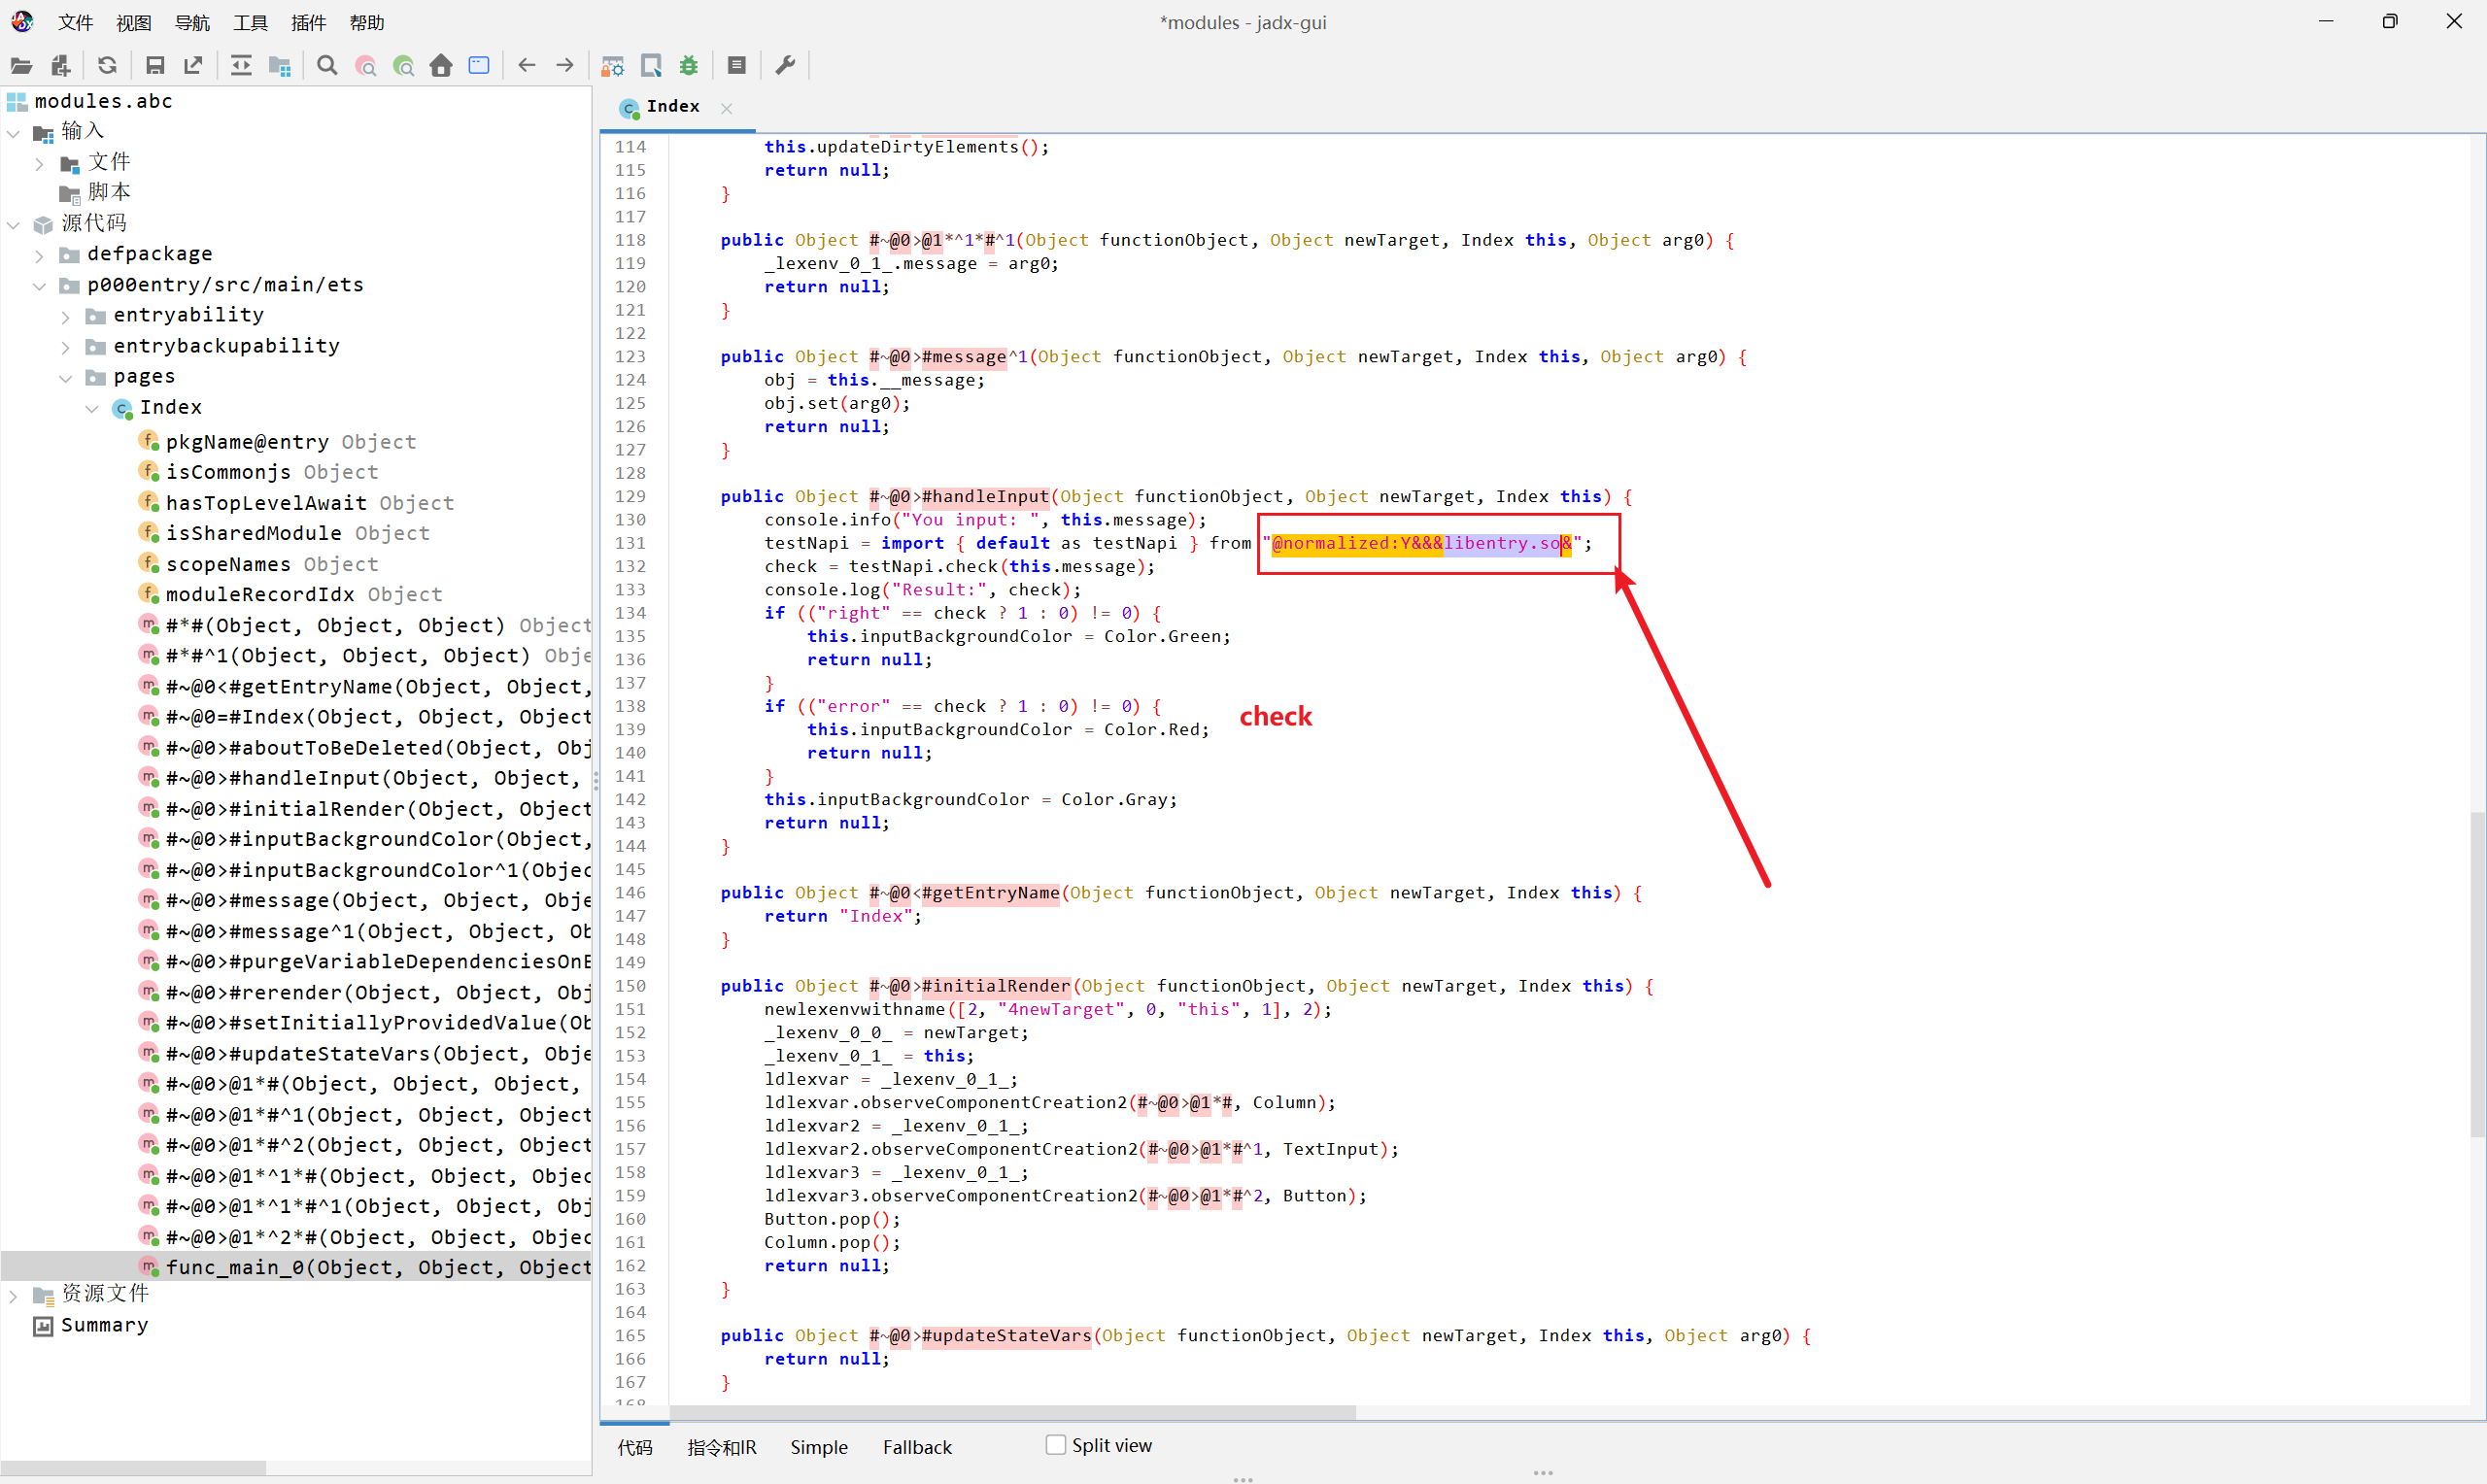 文件 视图 导航 工具 插件 帮助
*modules - jadx-gui
modules.abc
输入
文件
脚本
源代码
defpackage
p000entry/src/main/ets
entryability
entrybackupability
pages
Index
pkgName@entry Object
isCommonjs Object
hasTopLevelAwait Object
isSharedModule Object
scopeNames Object
moduleRecordIdx Object
#*#(Object, Object, Object) Object
#*#^1(Object, Object, Object) Obje
#~@0<#getEntryName(Object, Object,
#~@0=#Index(Object, Object, Object
#~@0>#aboutToBeDeleted(Object, Obj
#~@0>#handleInput(Object, Object,
#~@0>#initialRender(Object, Object
#~@0>#inputBackgroundColor(Object,
#~@0>#inputBackgroundColor^1(Objec
#~@0>#message(Object, Object, Obje
#~@0>#message^1(Object, Object, Ob
#~@0>#purgeVariableDependenciesOnE
#~@0>#rerender(Object, Object, Obj
#~@0>#setInitiallyProvidedValue(Ob
#~@0>#updateStateVars(Object, Obje
#~@0>@1*#(Object, Object, Object,
#~@0>@1*#^1(Object, Object, Object
#~@0>@1*#^2(Object, Object, Object
#~@0>@1*^1*#(Object, Object, Objec
#~@0>@1*^1*#^1(Object, Object, Obj
#~@0>@1*^2*#(Object, Object, Objec
func_main_0(Object, Object, Object
资源文件
Summary
Index
114 this.updateDirtyElements();
115 return null;
116 }
117
118 public Object #~@0>@1*^1*#^1(Object functionObject, Object newTarget, Index this, Object arg0) {
119 _lexenv_0_1_.message = arg0;
120 return null;
121 }
122
123 public Object #~@0>#message^1(Object functionObject, Object newTarget, Index this, Object arg0) {
124 obj = this.__message;
125 obj.set(arg0);
126 return null;
127 }
128
129 public Object #~@0>#handleInput(Object functionObject, Object newTarget, Index this) {
130 console.info("You input: ", this.message);
131 testNapi = import { default as testNapi } from "@normalized:Y&&&libentry.so&";
132 check = testNapi.check(this.message);
133 console.log("Result:", check);
134 if (("right" == check ? 1 : 0) != 0) {
135 this.inputBackgroundColor = Color.Green;
136 return null;
137 }
138 if (("error" == check ? 1 : 0) != 0) {
139 this.inputBackgroundColor = Color.Red;
check
140 return null;
141 }
142 this.inputBackgroundColor = Color.Gray;
143 return null;
144 }
145
146 public Object #~@0<#getEntryName(Object functionObject, Object newTarget, Index this) {
147 return "Index";
148 }
149
150 public Object #~@0>#initialRender(Object functionObject, Object newTarget, Index this) {
151 newlexenvwithname([2, "4newTarget", 0, "this", 1], 2);
152 _lexenv_0_0_ = newTarget;
153 _lexenv_0_1_ = this;
154 ldlexvar = _lexenv_0_1_;
155 ldlexvar.observeComponentCreation2(#~@0>@1*#, Column);
156 ldlexvar2 = _lexenv_0_1_;
157 ldlexvar2.observeComponentCreation2(#~@0>@1*#^1, TextInput);
158 ldlexvar3 = _lexenv_0_1_;
159 ldlexvar3.observeComponentCreation2(#~@0>@1*#^2, Button);
160 Button.pop();
161 Column.pop();
162 return null;
163 }
164
165 public Object #~@0>#updateStateVars(Object functionObject, Object newTarget, Index this, Object arg0) {
166 return null;
167 }
168
代码 指令和IR Simple Fallback Split view